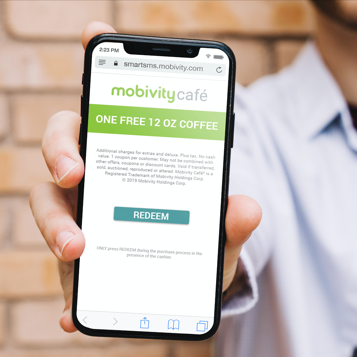 2:23 PM
smartsms.mobivity.com
mobivity café
ONE FREE 12 OZ COFFEE
Additional charges for extras and deluxe. Plus tax. No cash
value. 1 coupon per customer. May not be combined with
other offers, coupons or discount cards. Void if transferred,
sold, auctioned, reproduced or altered. Mobivity Café® is a
Registered Trademark of Mobivity Holdings Corp.
© 2019 Mobivity Holdings Corp.
REDEEM
ONLY press REDEEM during the purchase process in the
presence of the cashier.